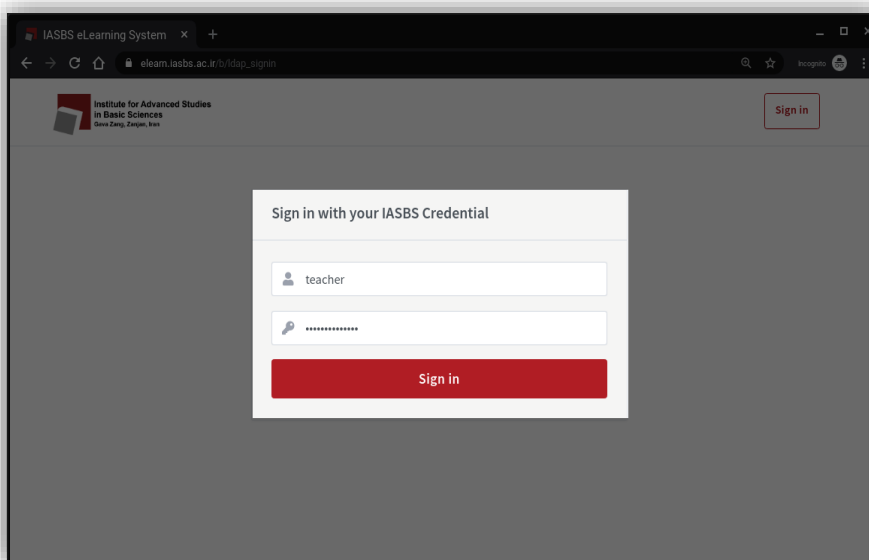 IASBS eLearning System
elearn.iasbs.ac.ir/b/ldap_signin
Incognito
Institute for Advanced Studies
in Basic Sciences
Gava Zang, Zanjan, Iran
Sign in
Sign in with your IASBS Credential
teacher
••••••••••••••
Sign in